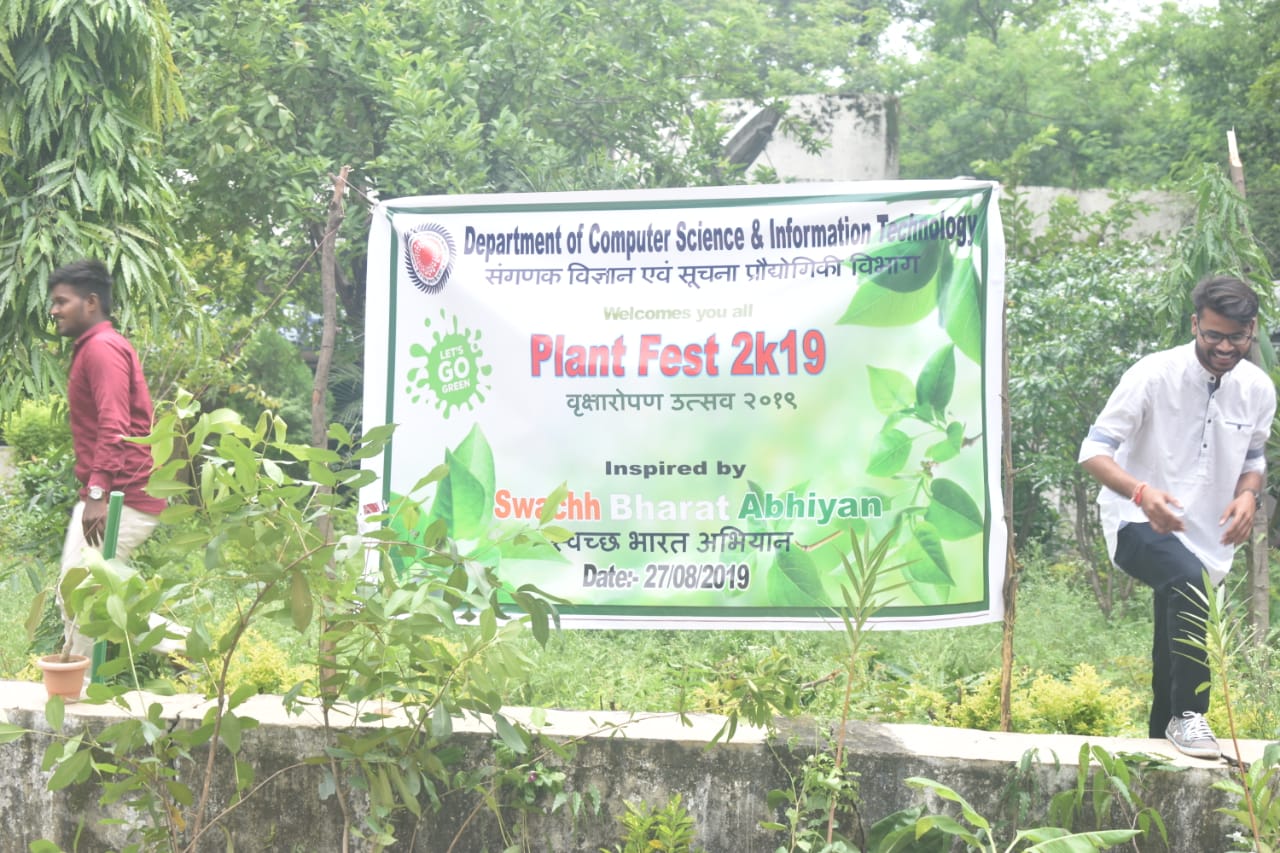 Department of Computer Science & Information Technology
संगणक विज्ञान एवं सूचना प्रौयोगिकी विभाग
Welcomes you all
LET'S
GO
GREEN
Plant Fest 2k19
वृक्षारोपण उत्सव २०१९
Inspired by
Swachh Bharat Abhiyan
स्वच्छ भारत अभियान
Date:- 27/08/2019